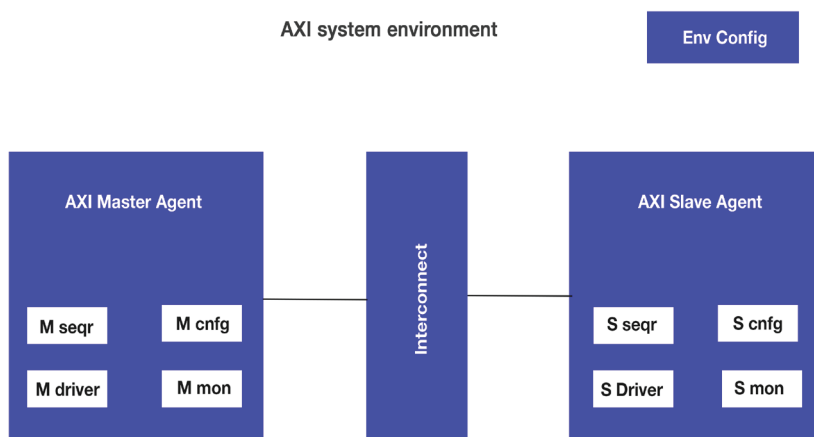 AXI system environment
Env Config
AXI Master Agent
M seqr
M cnfg
M driver
M mon
Interconnect
AXI Slave Agent
S seqr
S cnfg
S Driver
S mon